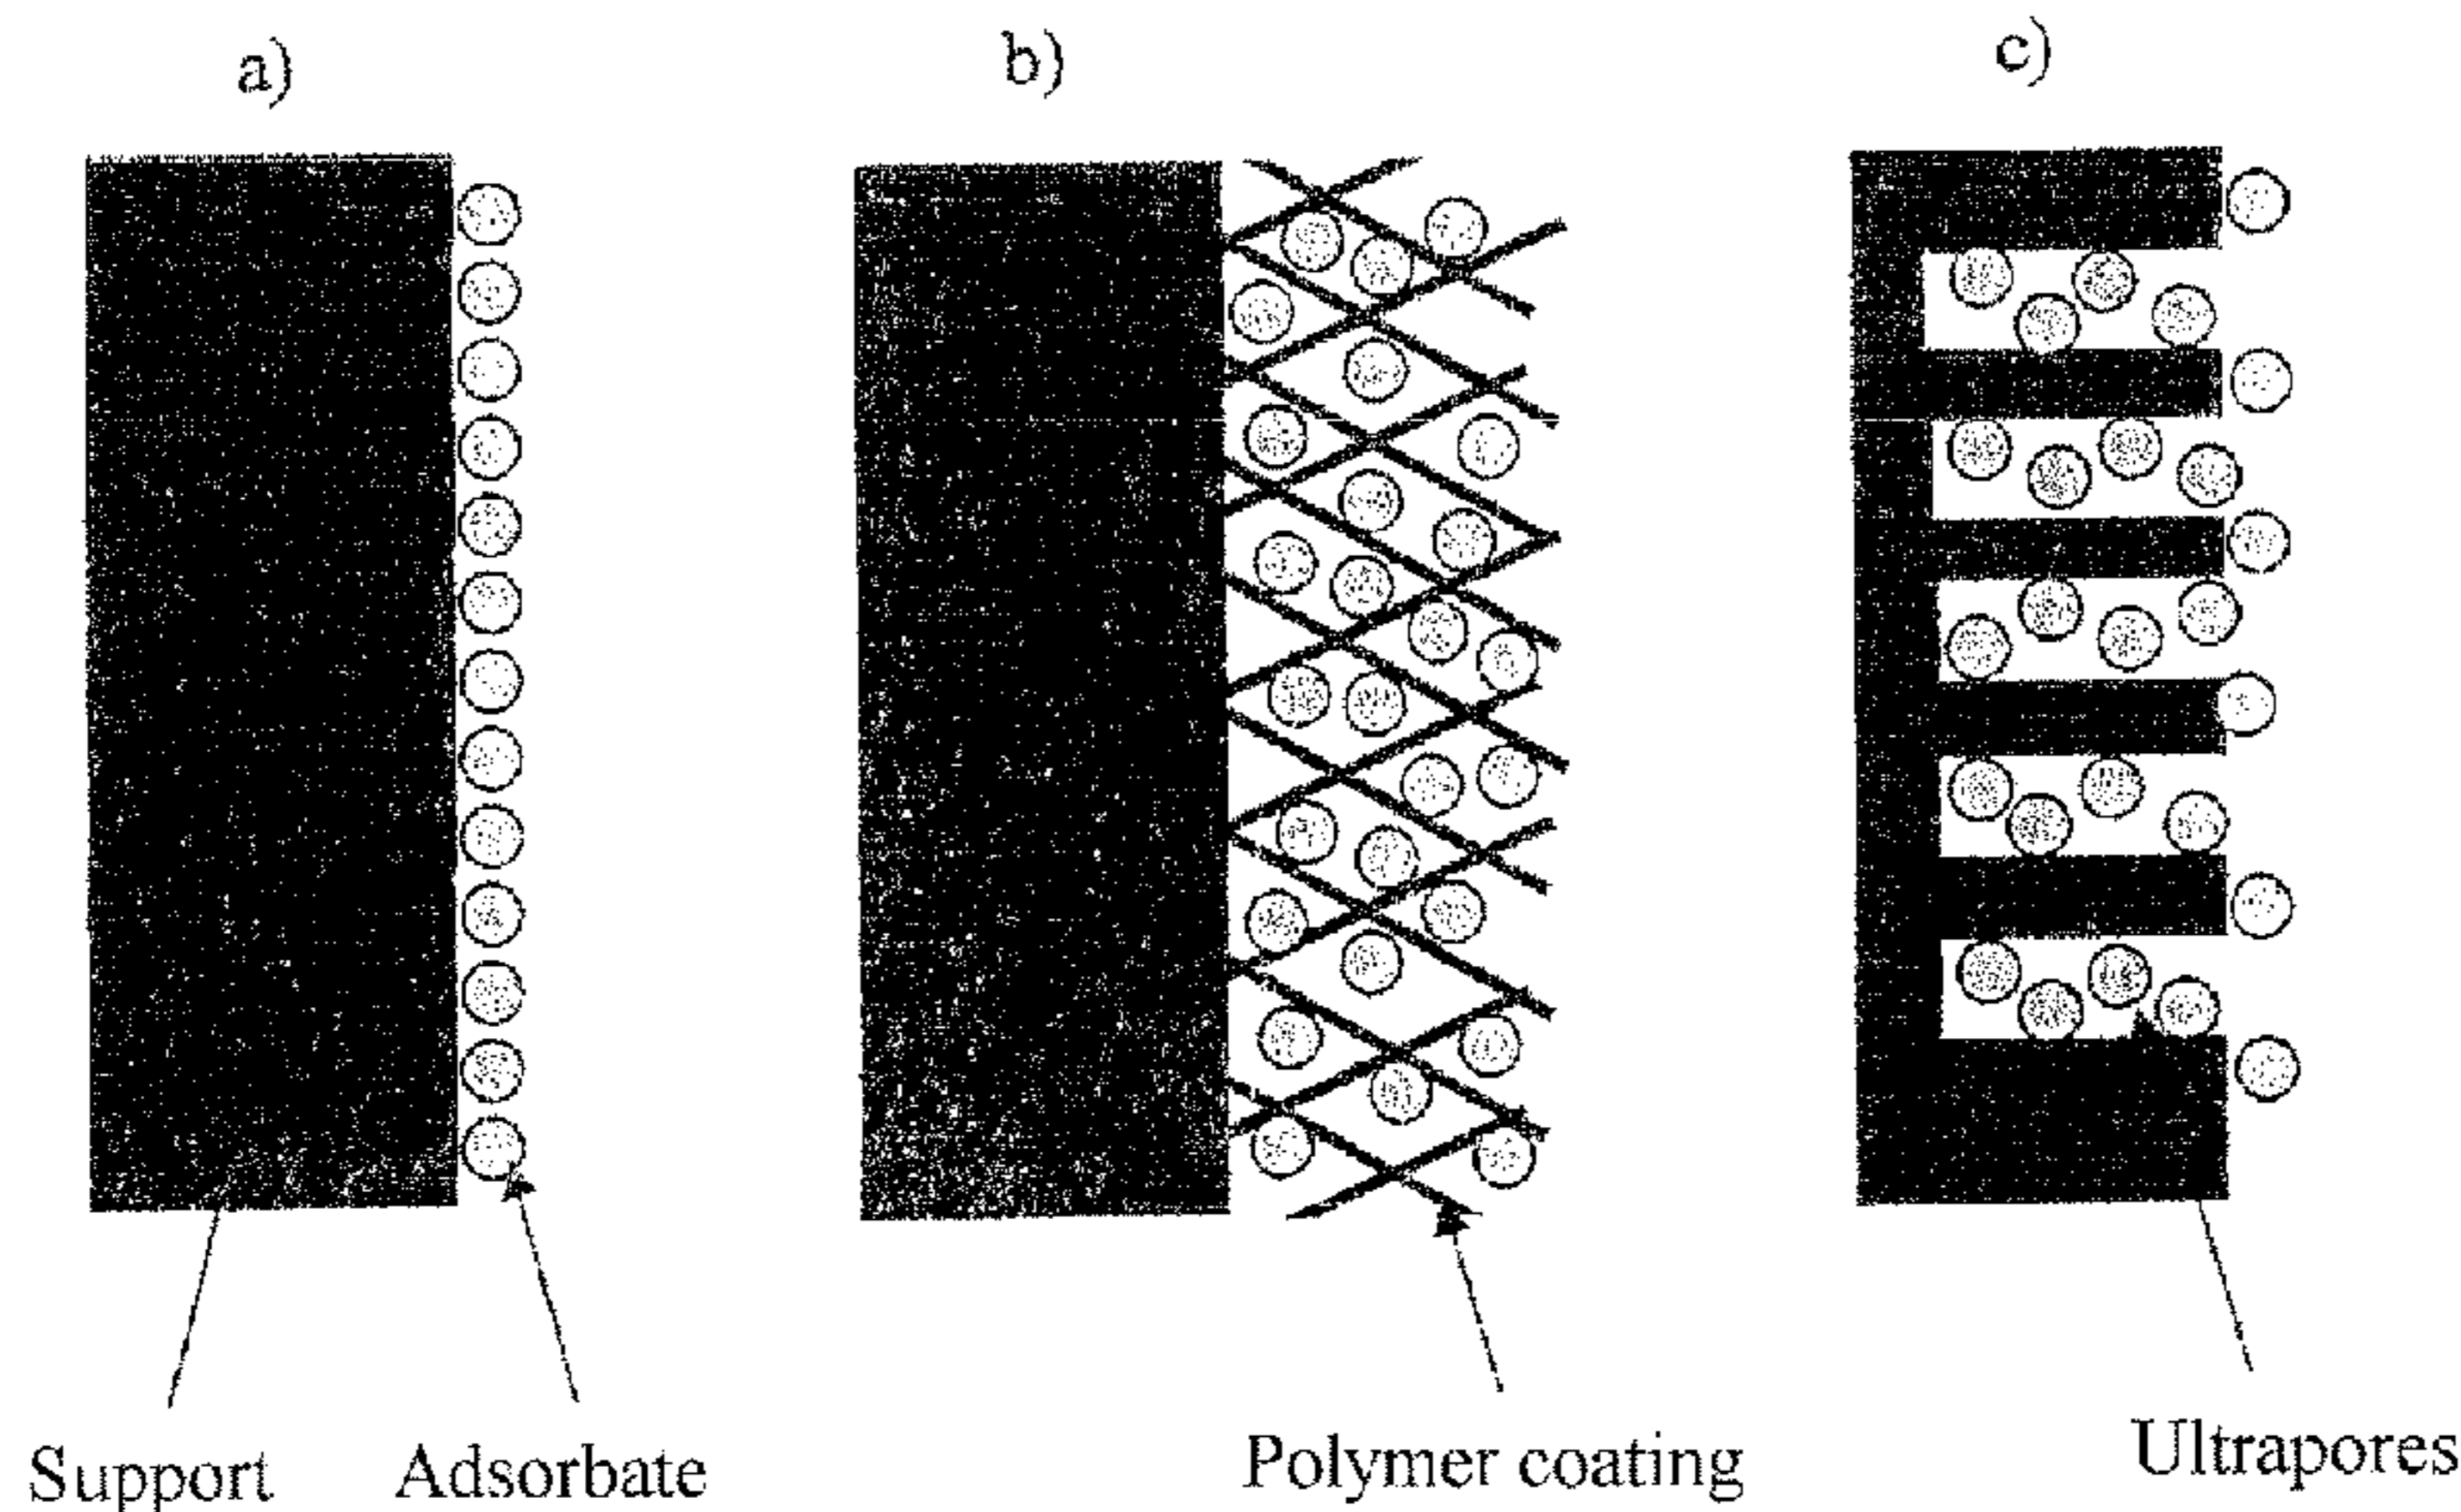 a)
b)
c)
Support
Adsorbate
Polymer coating
Ultrapores